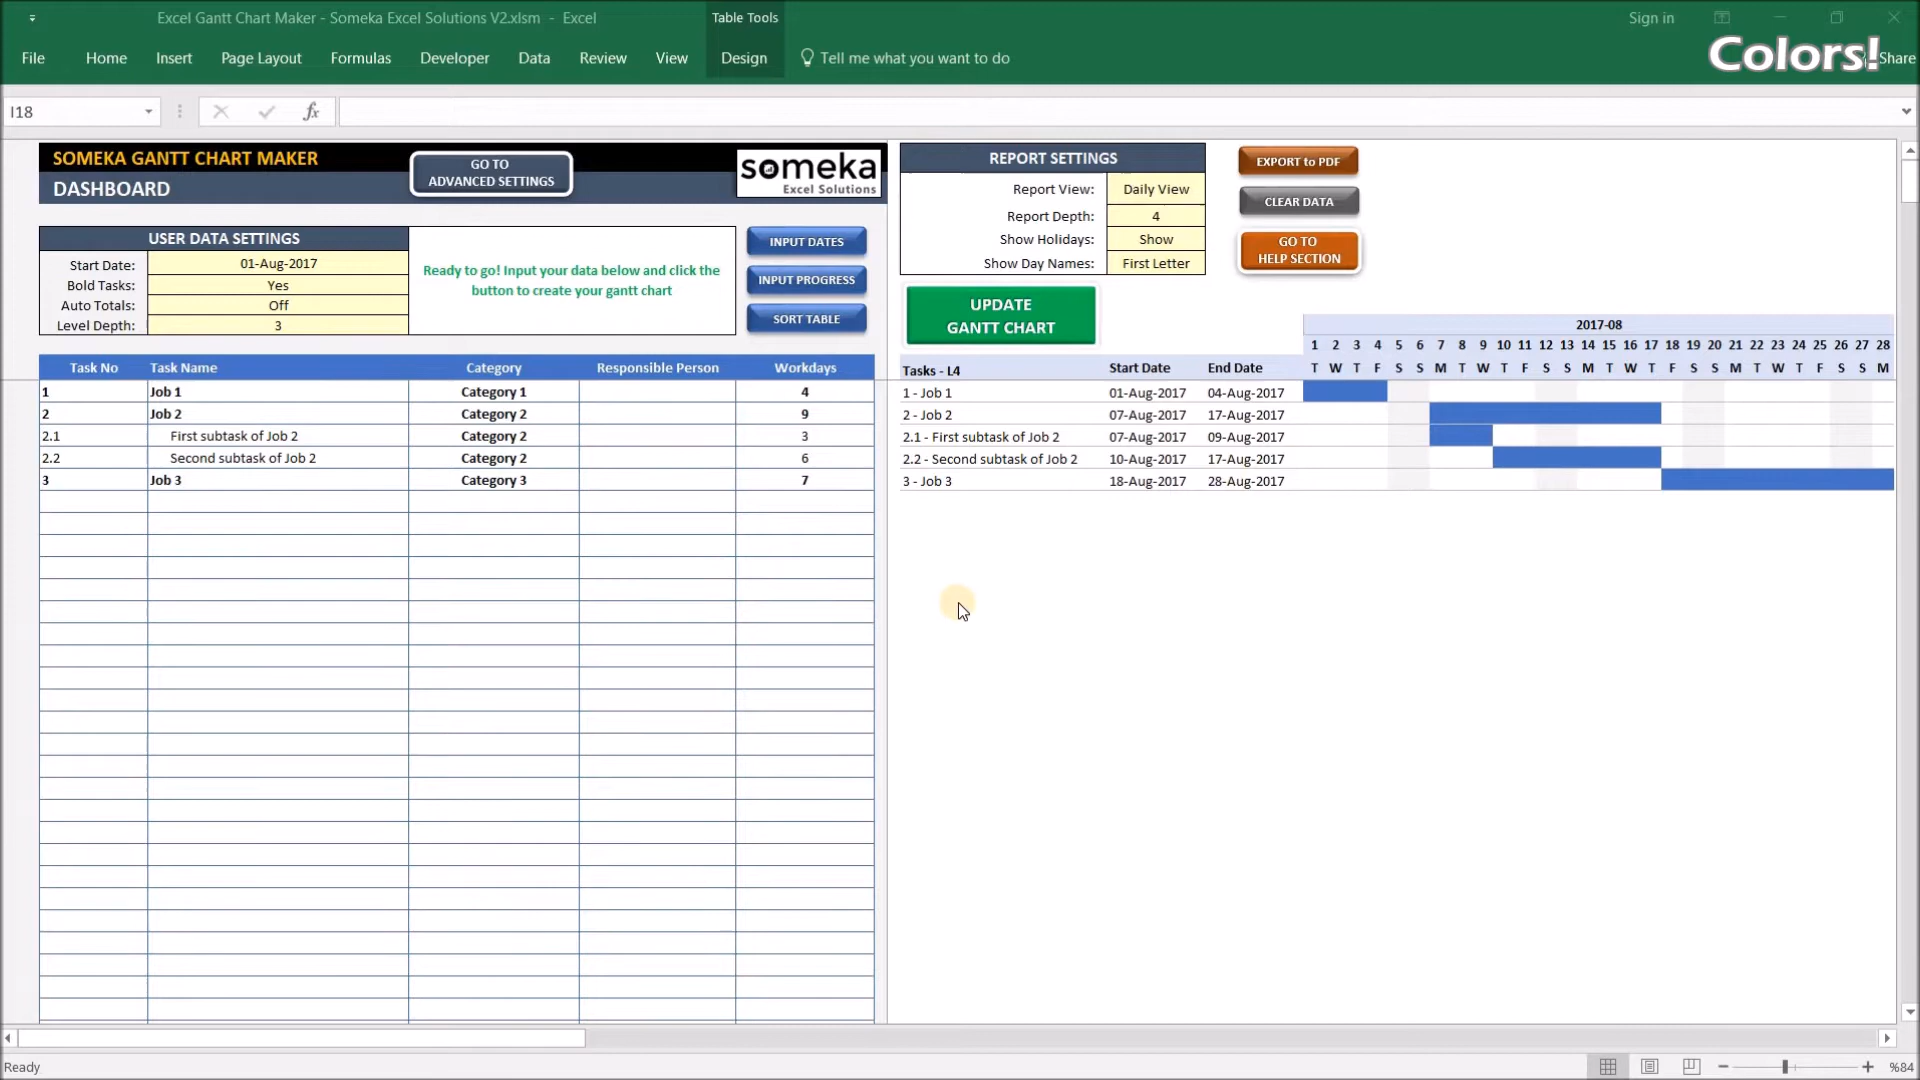 Excel Gantt Chart Maker - Someka Excel Solutions V2.xlsm - Excel
Table Tools
Sign in
File Home Insert Page Layout Formulas Developer Data Review View Design Tell me what you want to do
Colors!
Share
I18
fx
SOMEKA GANTT CHART MAKER
DASHBOARD
GO TO
ADVANCED SETTINGS
someka
Excel Solutions
REPORT SETTINGS
Report View: Daily View
Report Depth: 4
Show Holidays: Show
Show Day Names: First Letter
EXPORT to PDF
CLEAR DATA
GO TO
HELP SECTION
USER DATA SETTINGS
Start Date: 01-Aug-2017
Bold Tasks: Yes
Auto Totals: Off
Level Depth: 3
Ready to go! Input your data below and click the
button to create your gantt chart
INPUT DATES
INPUT PROGRESS
SORT TABLE
UPDATE
GANTT CHART
2017-08
1 2 3 4 5 6 7 8 9 10 11 12 13 14 15 16 17 18 19 20 21 22 23 24 25 26 27 28
T W T F S S M T W T F S S M T W T F S S M T W T F S S M
Task No Task Name Category Responsible Person Workdays
1 Job 1 Category 1 4
2 Job 2 Category 2 9
2.1 First subtask of Job 2 Category 2 3
2.2 Second subtask of Job 2 Category 2 6
3 Job 3 Category 3 7
Tasks - L4 Start Date End Date
1 - Job 1 01-Aug-2017 04-Aug-2017
2 - Job 2 07-Aug-2017 17-Aug-2017
2.1 - First subtask of Job 2 07-Aug-2017 09-Aug-2017
2.2 - Second subtask of Job 2 10-Aug-2017 17-Aug-2017
3 - Job 3 18-Aug-2017 28-Aug-2017
Ready
%84